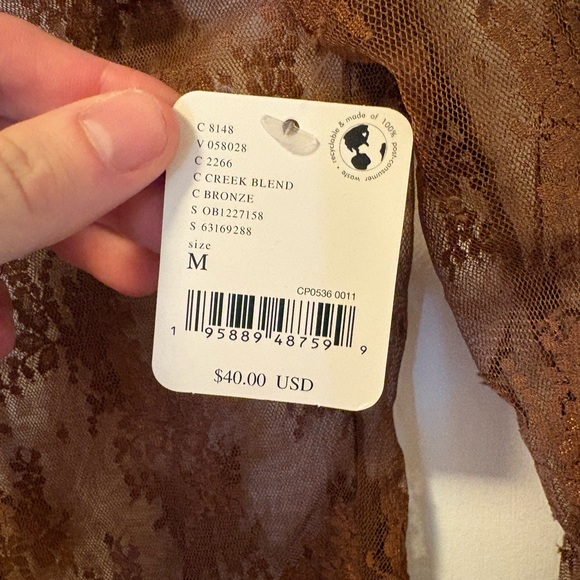 C 8148
V 058028
C 2266
C CREEK BLEND
C BRONZE
S OB1227158
S 63169288
size
M
recyclable & made of 100% post-consumer waste •
CP0536 0011
1 95889 48759 9
$40.00 USD